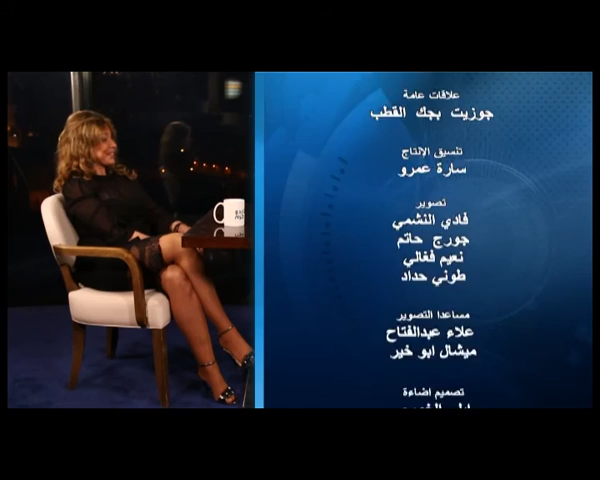 علاقات عامة
جوزيت بجك القطب
تنسيق الإنتاج
سارة عمرو
تصوير
فادي النشمي
جورج حاتم
نعيم فغالي
طوني حداد
مساعدا التصوير
علاء عبدالفتاح
ميشال ابو خير
تصميم اضاءة